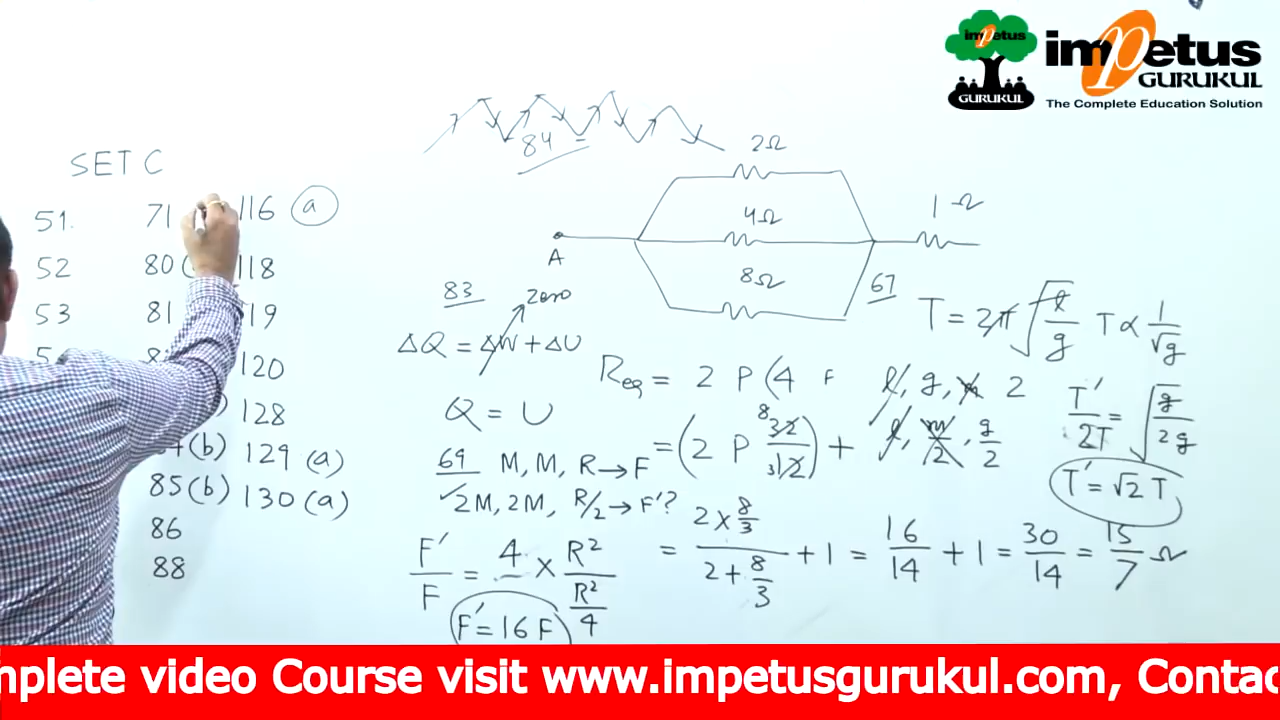 impetus
GURUKUL
impetus
GURUKUL
The Complete Education Solution
SET C
51.
52
53
71
80 (
81
84(b)
85(b)
86
88
116 (a)
118
119
120
128
129 (a)
130 (a)
84
2Ω
4Ω
8Ω
1 Ω
A
67
83
zero
ΔQ = ΔW + ΔU
Q = U
69 M, M, R → F
✓2M, 2M, R/2 → F'?
F'/F = 4 × R²/(R²/4)
F' = 16 F
Req = 2 P (4 P
= (2 P 32/12) + 8 3
= (2 × 8/3)/(2 + 8/3) + 1 = 16/14 + 1 = 30/14 = 15/7 Ω
T = 2π√(l/g) T ∝ 1/√g
l, g, m 2
l, m/2, g/2
T'/2T = √(g/2g)
T' = √2 T
mplete video Course visit www.impetusgurukul.com, Contac